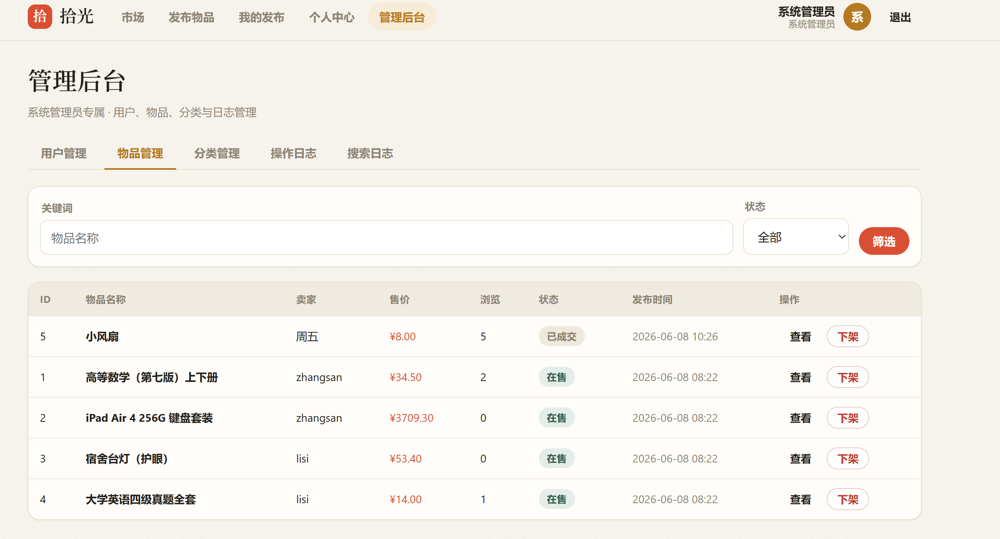 拾 拾光 市场 发布物品 我的发布 个人中心 管理后台 系统管理员 系 退出
系统管理员
管理后台
系统管理员专属 · 用户、物品、分类与日志管理
用户管理 物品管理 分类管理 操作日志 搜索日志
关键词 状态
物品名称 全部 筛选
ID 物品名称 卖家 售价 浏览 状态 发布时间 操作
5 小风扇 周五 ¥8.00 5 已成交 2026-06-08 10:26 查看 下架
1 高等数学（第七版）上下册 zhangsan ¥34.50 2 在售 2026-06-08 08:22 查看 下架
2 iPad Air 4 256G 键盘套装 zhangsan ¥3709.30 0 在售 2026-06-08 08:22 查看 下架
3 宿舍台灯（护眼） lisi ¥53.40 0 在售 2026-06-08 08:22 查看 下架
4 大学英语四级真题全套 lisi ¥14.00 1 在售 2026-06-08 08:22 查看 下架